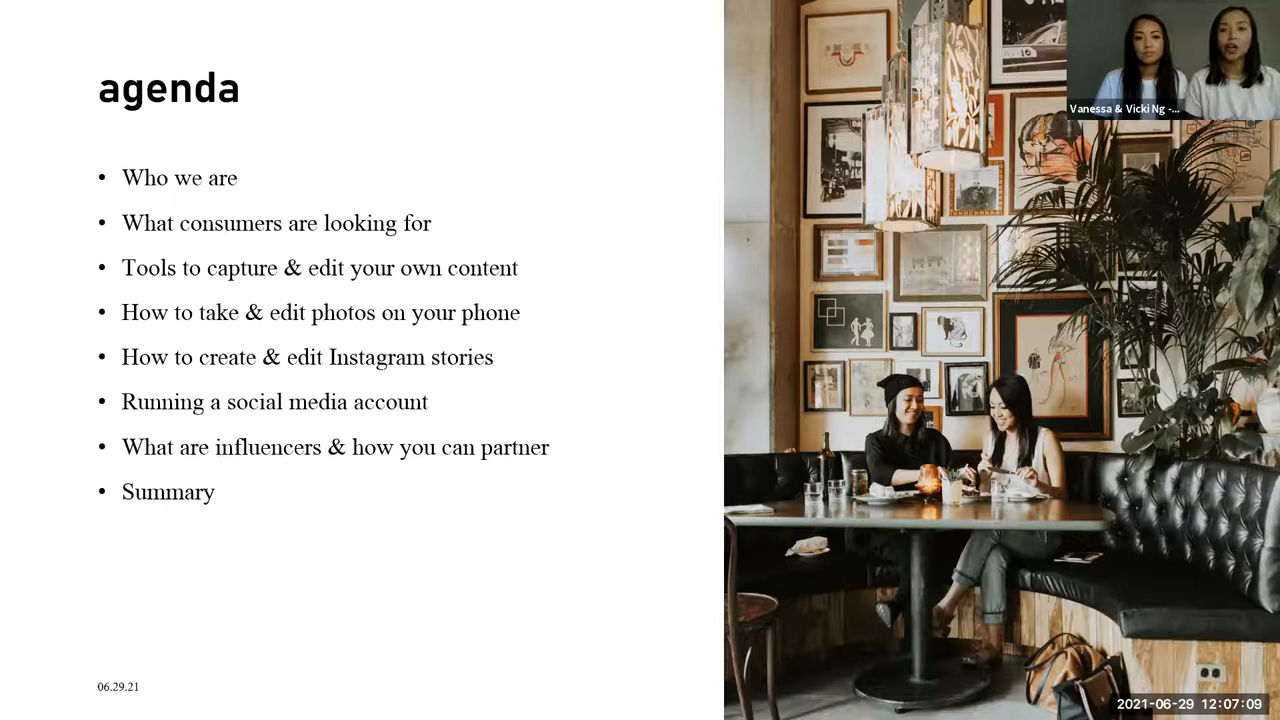 agenda
• Who we are
• What consumers are looking for
• Tools to capture & edit your own content
• How to take & edit photos on your phone
• How to create & edit Instagram stories
• Running a social media account
• What are influencers & how you can partner
• Summary
06.29.21
16
Vanessa & Vicki Ng -...
2021-06-29 12:07:09